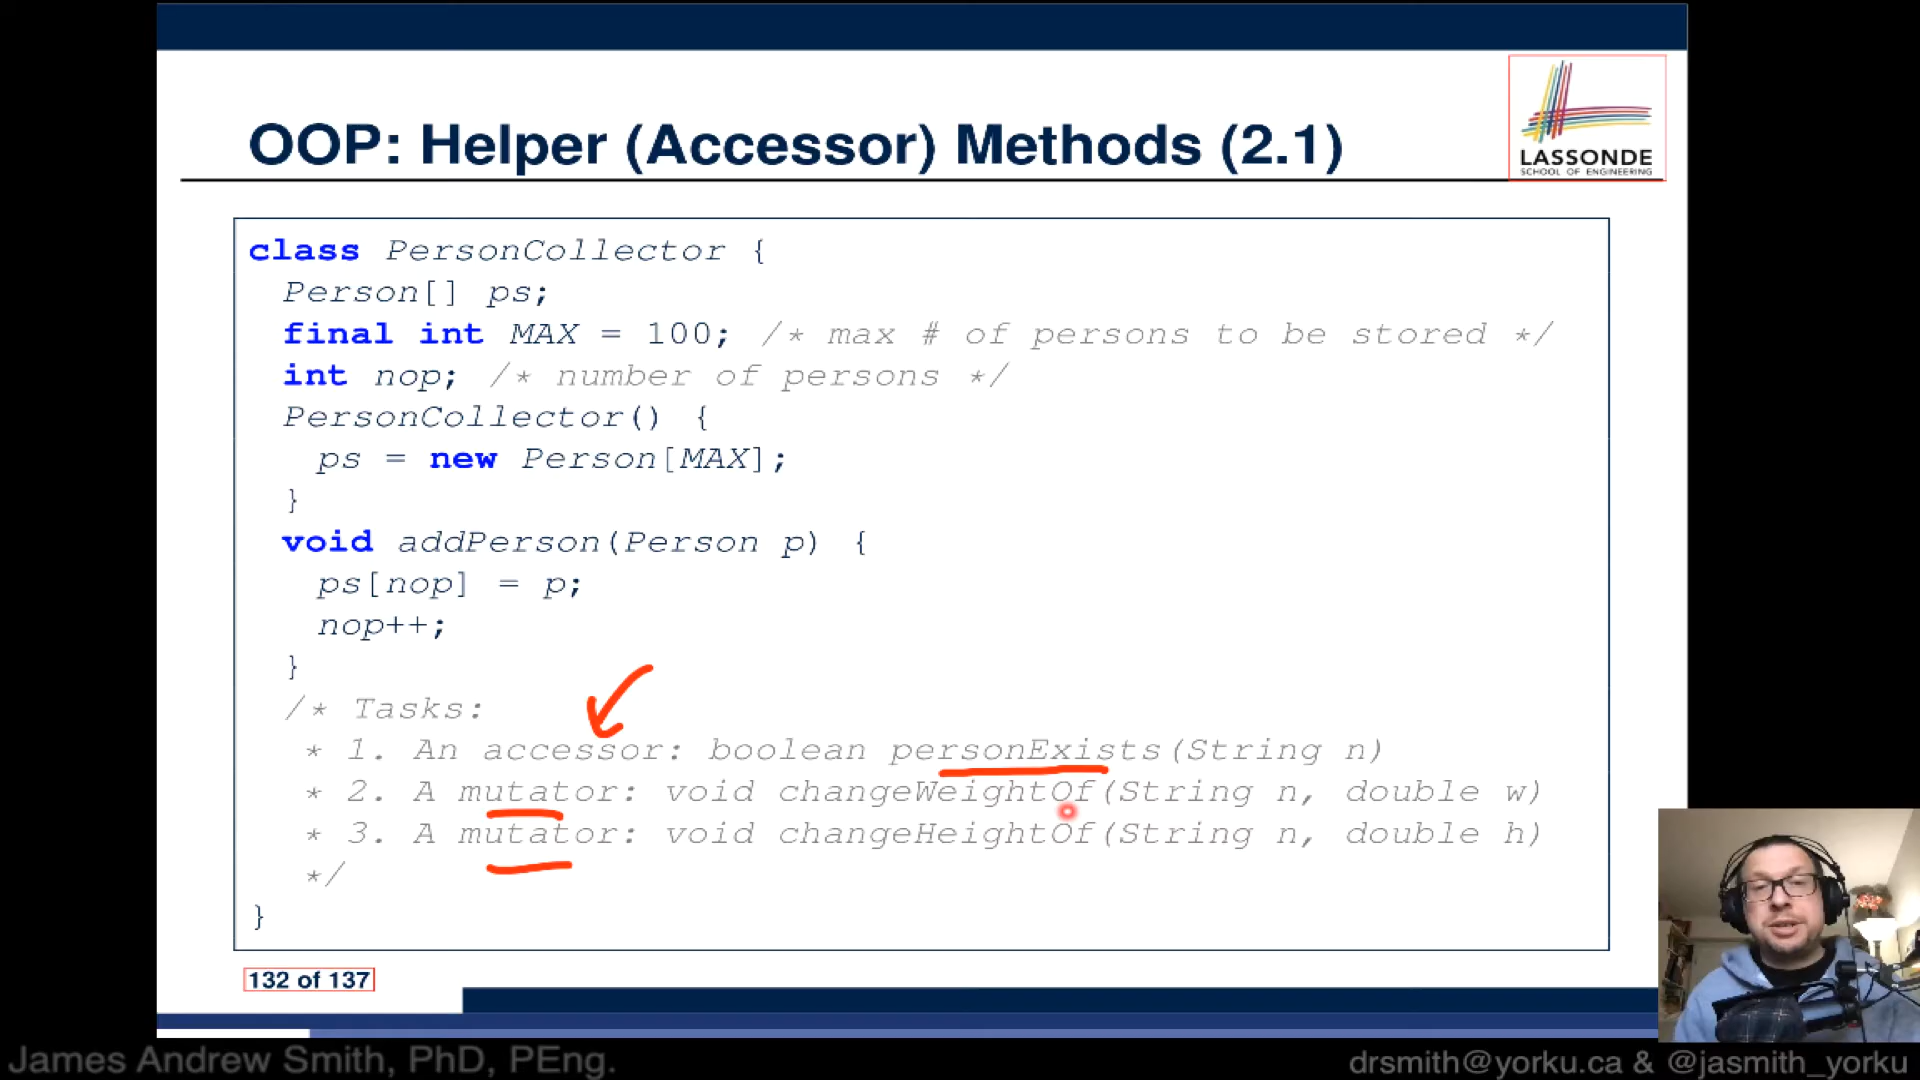 OOP: Helper (Accessor) Methods (2.1)
LASSONDE
SCHOOL OF ENGINEERING
class PersonCollector {
Person[] ps;
final int MAX = 100; /* max # of persons to be stored */
int nop; /* number of persons */
PersonCollector() {
ps = new Person[MAX];
}
void addPerson(Person p) {
ps[nop] = p;
nop++;
}
/* Tasks:
* 1. An accessor: boolean personExists(String n)
* 2. A mutator: void changeWeightOf(String n, double w)
* 3. A mutator: void changeHeightOf(String n, double h)
*/
}
132 of 137
James Andrew Smith, PhD, PEng.
drsmith@yorku.ca & @jasmith_yorku